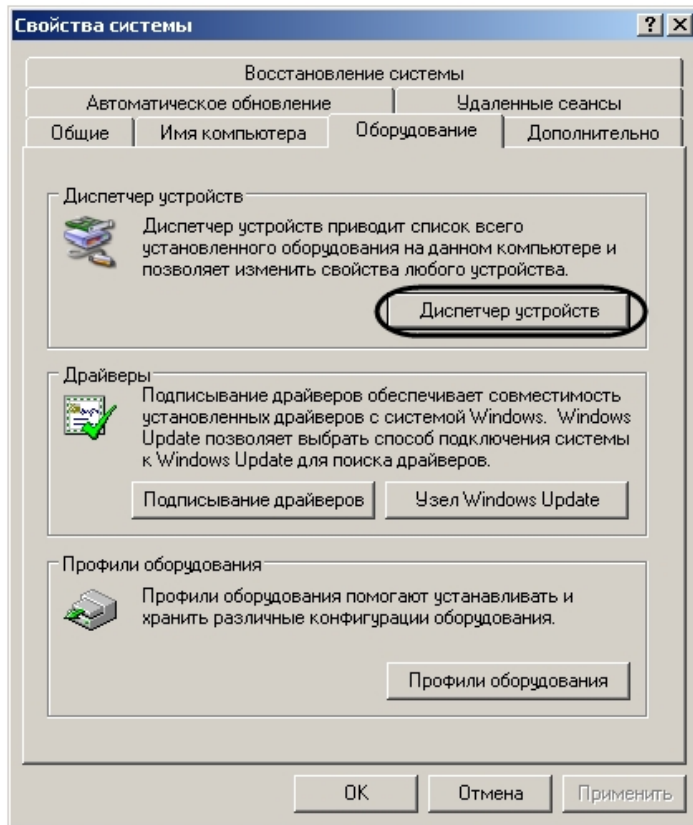 Свойства системы
Восстановление системы
Автоматическое обновление
Удаленные сеансы
Общие
Имя компьютера
Оборудование
Дополнительно
Диспетчер устройств
Диспетчер устройств приводит список всего
установленного оборудования на данном компьютере и
позволяет изменить свойства любого устройства.
Диспетчер устройств
Драйверы
Подписывание драйверов обеспечивает совместимость
установленных драйверов с системой Windows. Windows
Update позволяет выбрать способ подключения системы
к Windows Update для поиска драйверов.
Подписывание драйверов
Узел Windows Update
Профили оборудования
Профили оборудования помогают устанавливать и
хранить различные конфигурации оборудования.
Профили оборудования
OK
Отмена
Применить